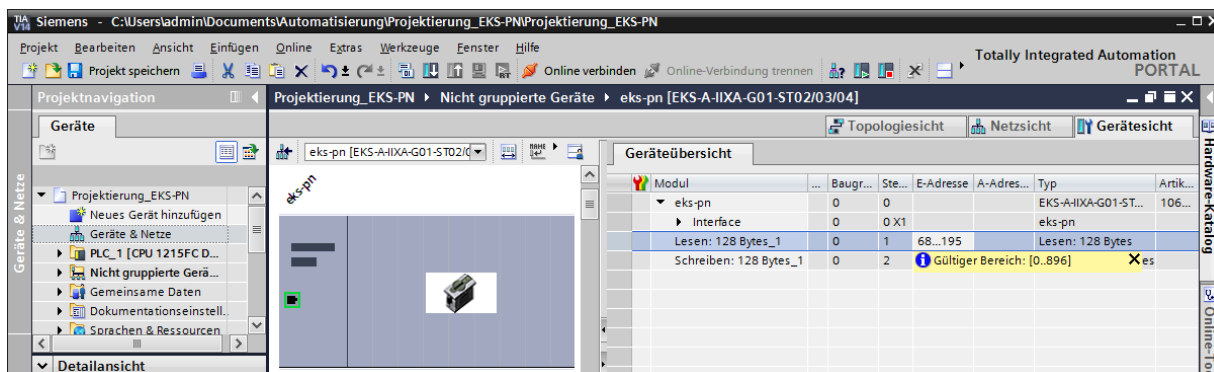 TIA V14 Siemens - C:\Users\admin\Documents\Automatisierung\Projektierung_EKS-PN\Projektierung_EKS-PN
Projekt Bearbeiten Ansicht Einfügen Online Extras Werkzeuge Fenster Hilfe
Totally Integrated Automation
PORTAL
Projekt speichern Online verbinden Online-Verbindung trennen
Projektnavigation
Projektierung_EKS-PN Nicht gruppierte Geräte eks-pn [EKS-A-IIXA-G01-ST02/03/04]
Geräte
Topologiesicht Netzsicht Gerätesicht
eks-pn [EKS-A-IIXA-G01-ST02/0
Geräteübersicht
Geräte & Netze
Projektierung_EKS-PN
Neues Gerät hinzufügen
Geräte & Netze
PLC_1 [CPU 1215FC D...
Nicht gruppierte Gerä...
Gemeinsame Daten
Dokumentationseinstell...
Sprachen & Ressourcen
Detailansicht
eks-pn
Modul ... Baugr... Ste... E-Adresse A-Adres... Typ Artik...
eks-pn 0 0 EKS-A-IIXA-G01-ST... 106...
Interface 0 0 X1 eks-pn
Lesen: 128 Bytes_1 0 1 68...195 Lesen: 128 Bytes
Schreiben: 128 Bytes_1 0 2 Gültiger Bereich: [0..896] es
Hardware-Katalog
Online-Too